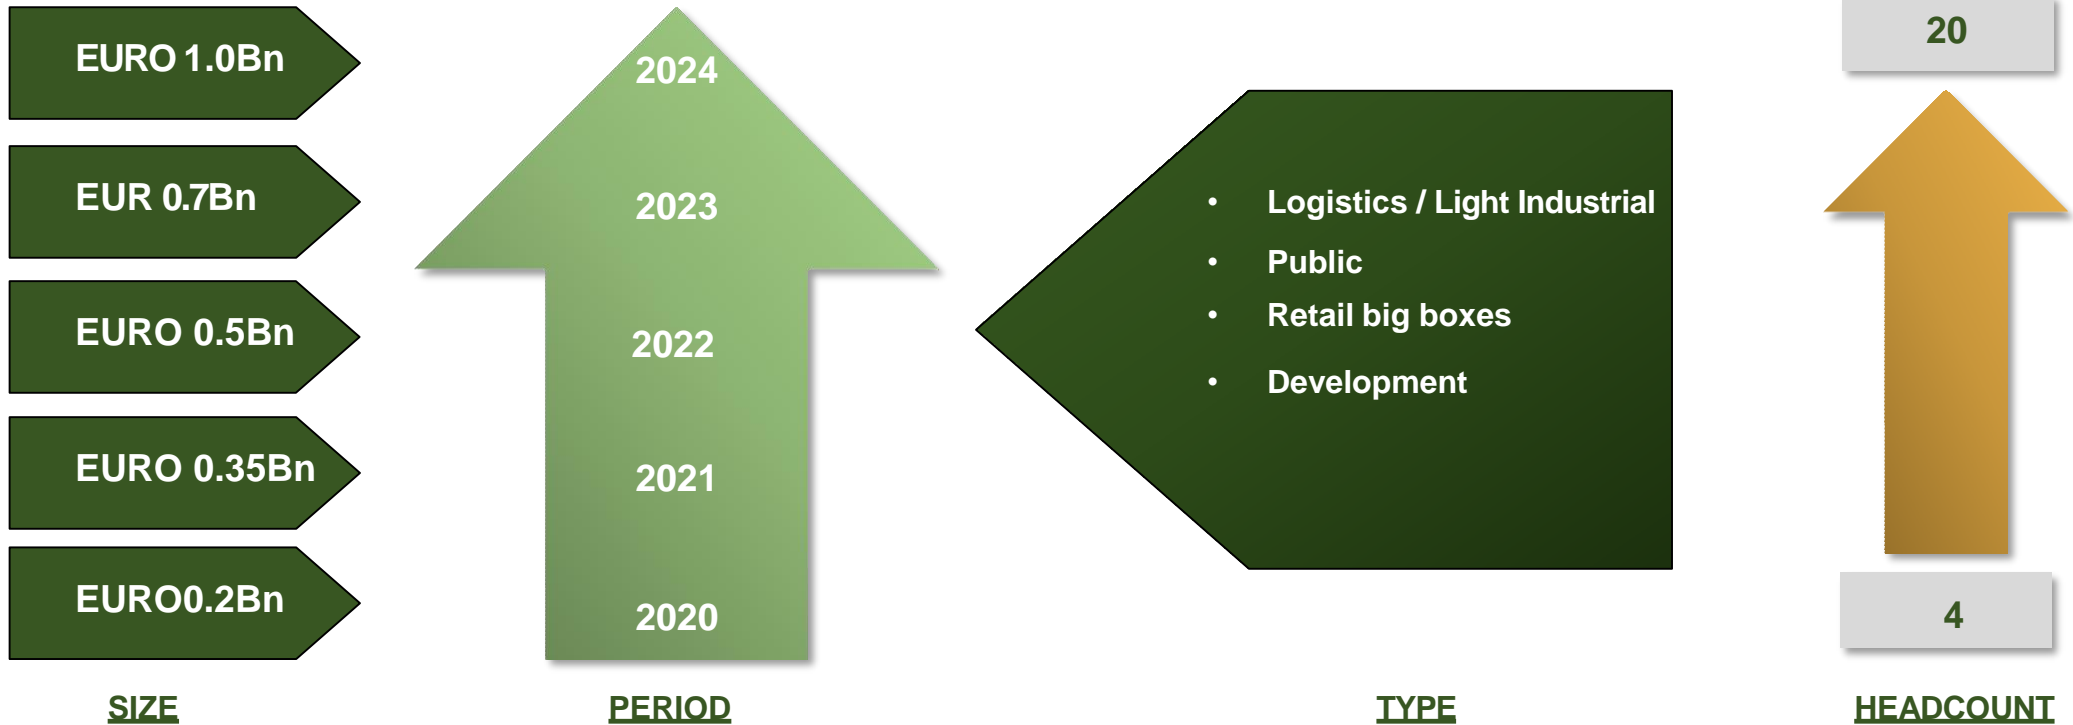 EURO 1.0Bn
EUR 0.7Bn
EURO 0.5Bn
EURO 0.35Bn
EURO0.2Bn
SIZE
2024
2023
2022
2021
2020
PERIOD
• Logistics / Light Industrial
• Public
• Retail big boxes
• Development
TYPE
20
4
HEADCOUNT